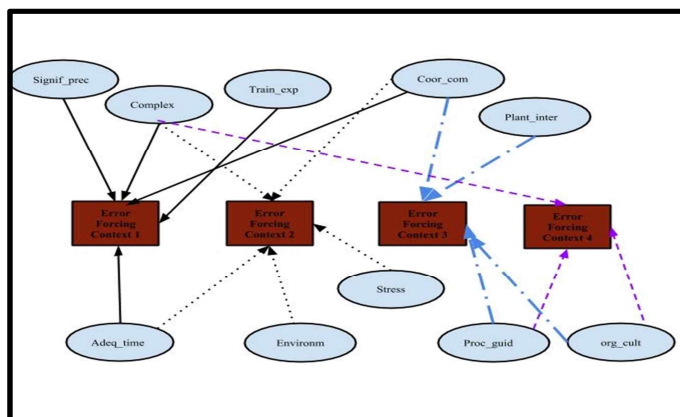 Signif_prec
Complex
Train_exp
Coor_com
Plant_inter
Error
Forcing
Context 1
Error
Forcing
Context 2
Error
Forcing
Context 3
Error
Forcing
Context 4
Stress
Adeq_time
Environm
Proc_guid
org_cult